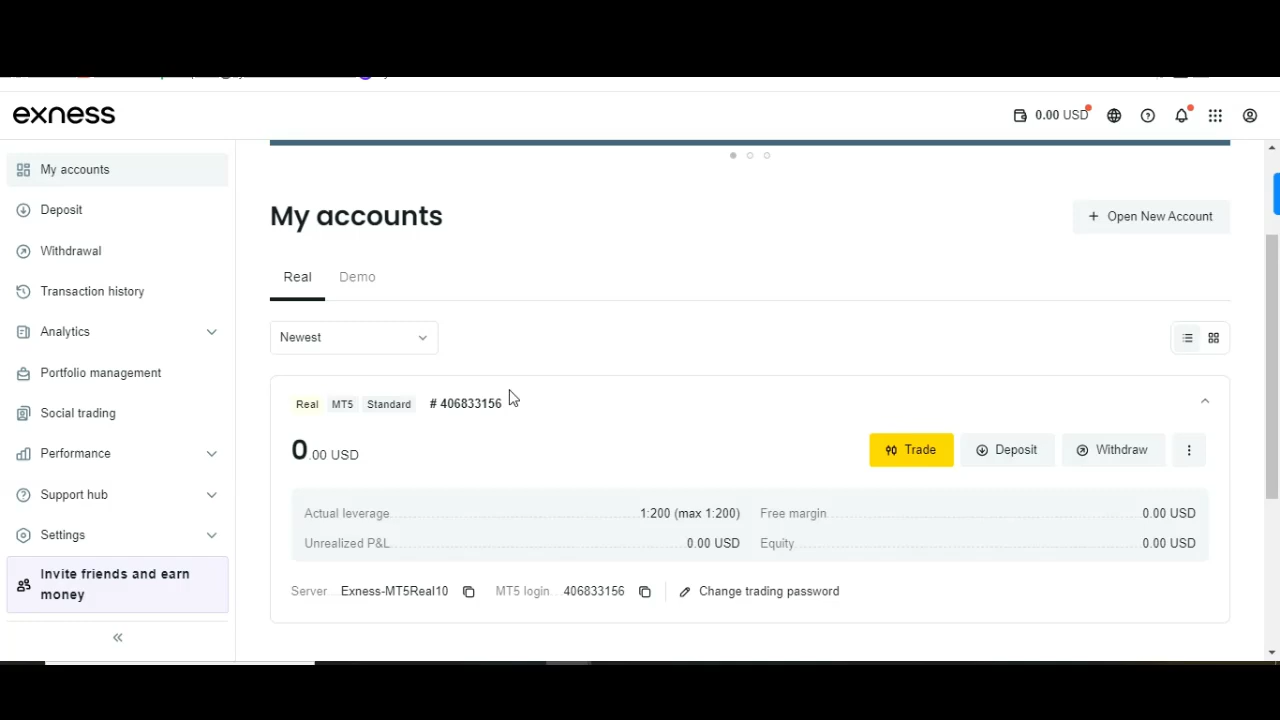 exness
0.00 USD
My accounts
Deposit
Withdrawal
Transaction history
Analytics
Portfolio management
Social trading
Performance
Support hub
Settings
Invite friends and earn
money
My accounts
+ Open New Account
Real Demo
Newest
Real MT5 Standard # 406833156
0.00 USD
Trade Deposit Withdraw
Actual leverage 1:200 (max 1:200) Free margin 0.00 USD
Unrealized P&L 0.00 USD Equity 0.00 USD
Server Exness-MT5Real10 MT5 login 406833156 Change trading password